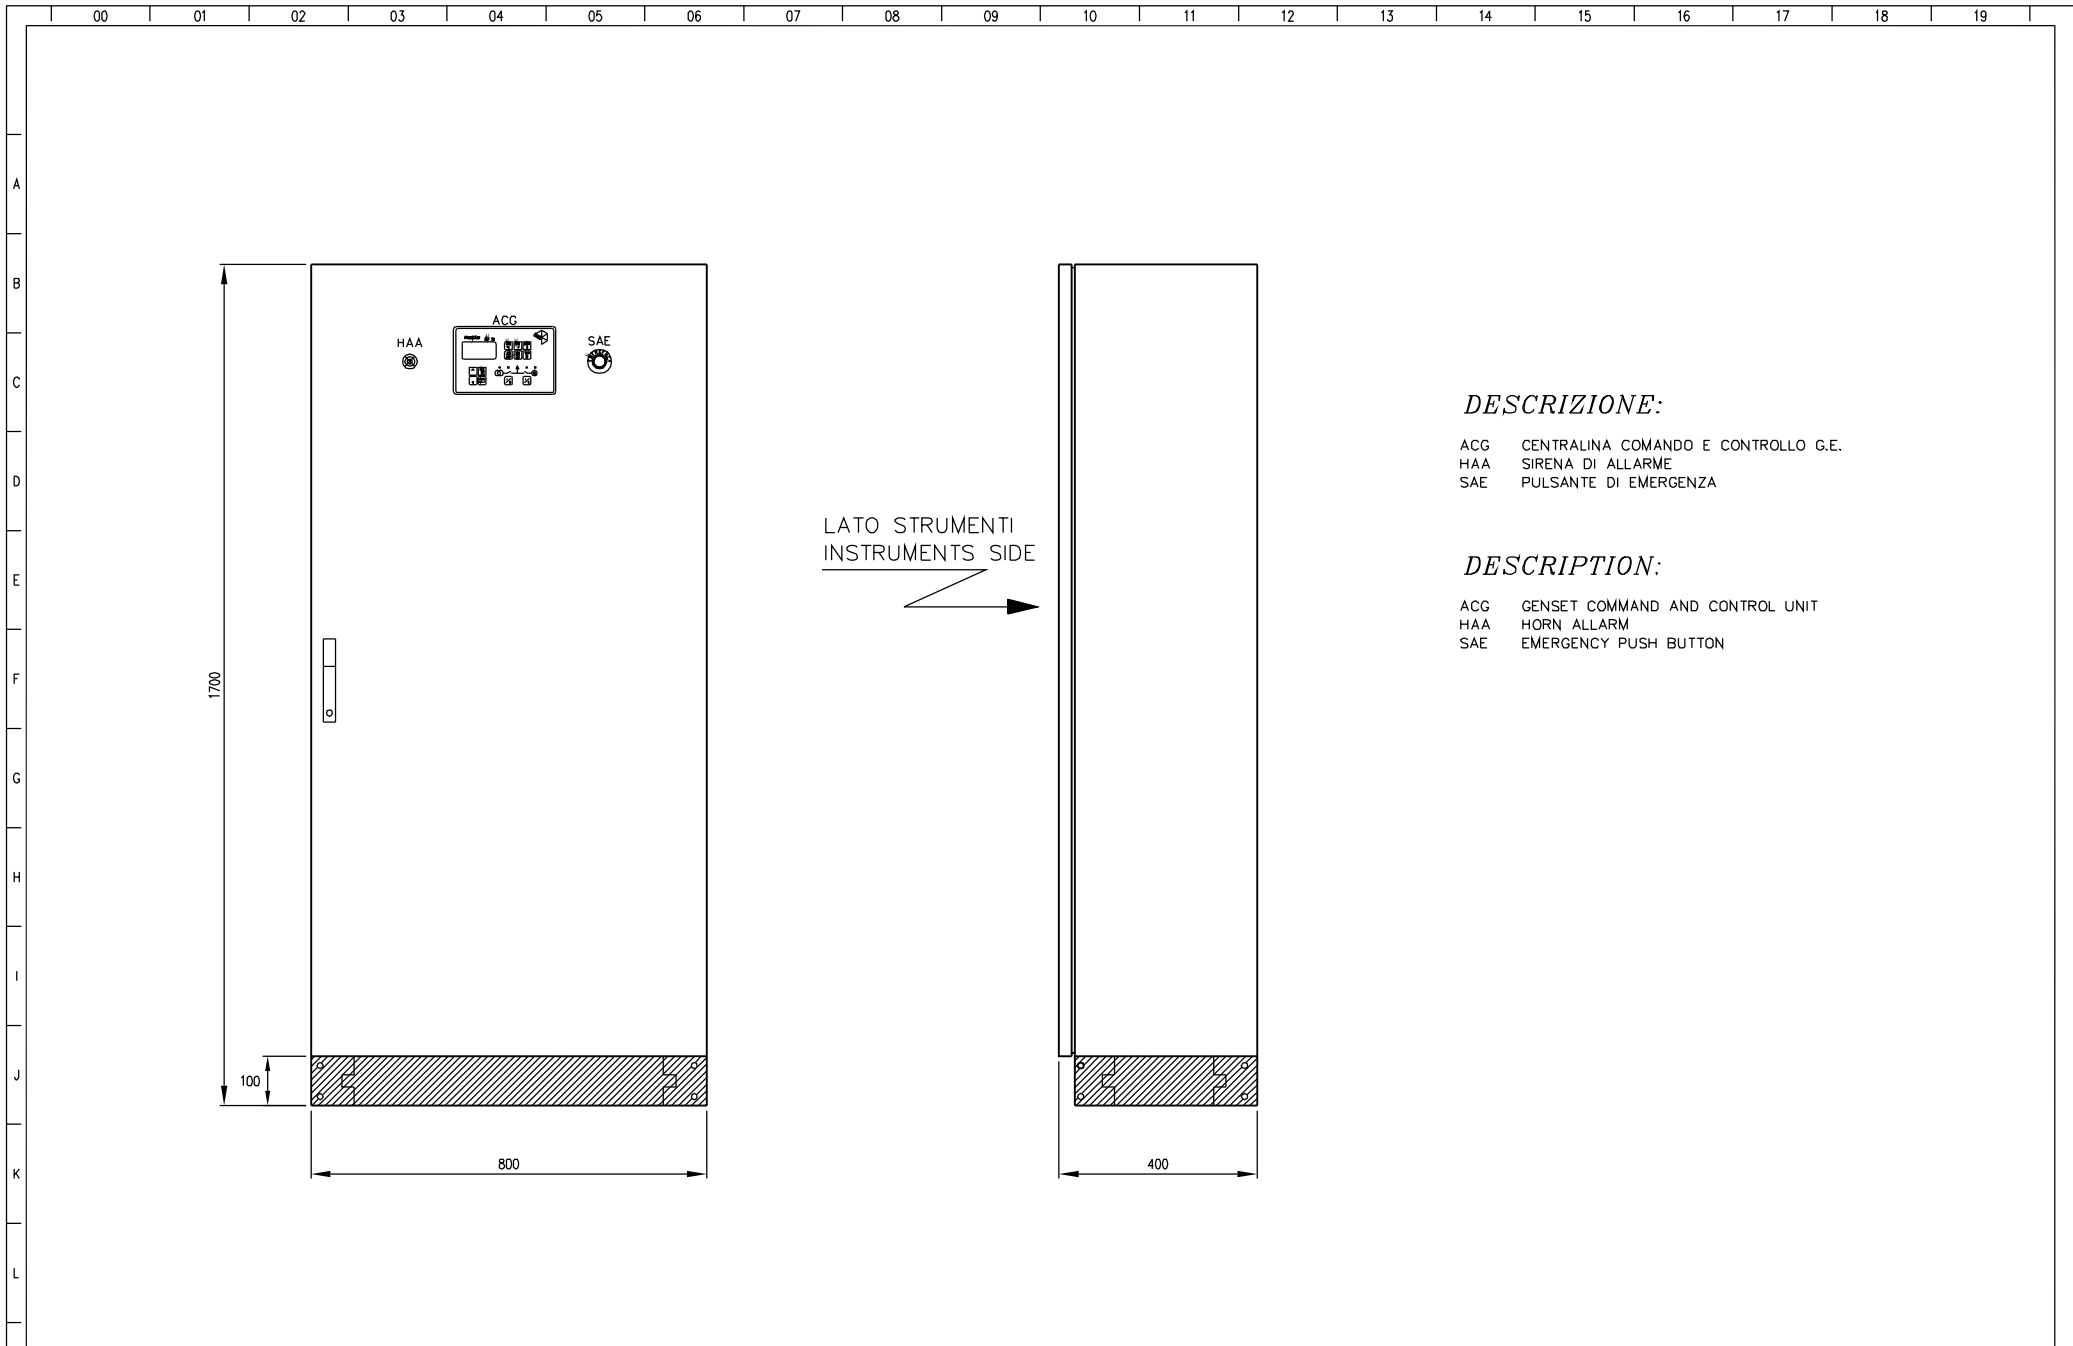 00 01 02 03 04 05 06 07 08 09 10 11 12 13 14 15 16 17 18 19
A
B
C
D
E
F
G
H
I
J
K
L
ACG
HAA
SAE
1700
100
800
LATO STRUMENTI
INSTRUMENTS SIDE
400
DESCRIZIONE:
ACG CENTRALINA COMANDO E CONTROLLO G.E.
HAA SIRENA DI ALLARME
SAE PULSANTE DI EMERGENZA
DESCRIPTION:
ACG GENSET COMMAND AND CONTROL UNIT
HAA HORN ALLARM
SAE EMERGENCY PUSH BUTTON